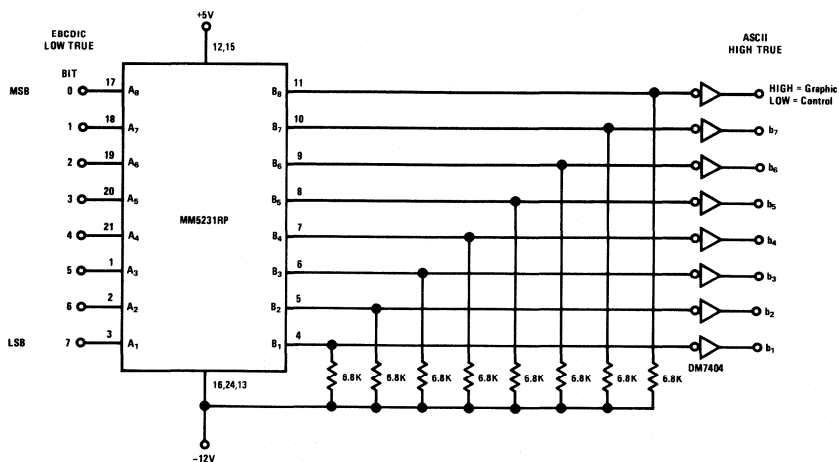 +5V
EBCDIC
LOW TRUE
12,15
ASCII
HIGH TRUE
BIT
MSB 0 17 A₈ B₈ 11 HIGH = Graphic
LOW = Control
1 18 A₇ B₇ 10 b₇
2 19 A₆ B₆ 9 b₆
3 20 A₅ B₅ 8 b₅
MM5231RP
4 21 A₄ B₄ 7 b₄
5 1 A₃ B₃ 6 b₃
6 2 A₂ B₂ 5 b₂
LSB 7 3 A₁ B₁ 4 b₁
DM7404
6.8K 6.8K 6.8K 6.8K 6.8K 6.8K 6.8K 6.8K
16,24,13
−12V